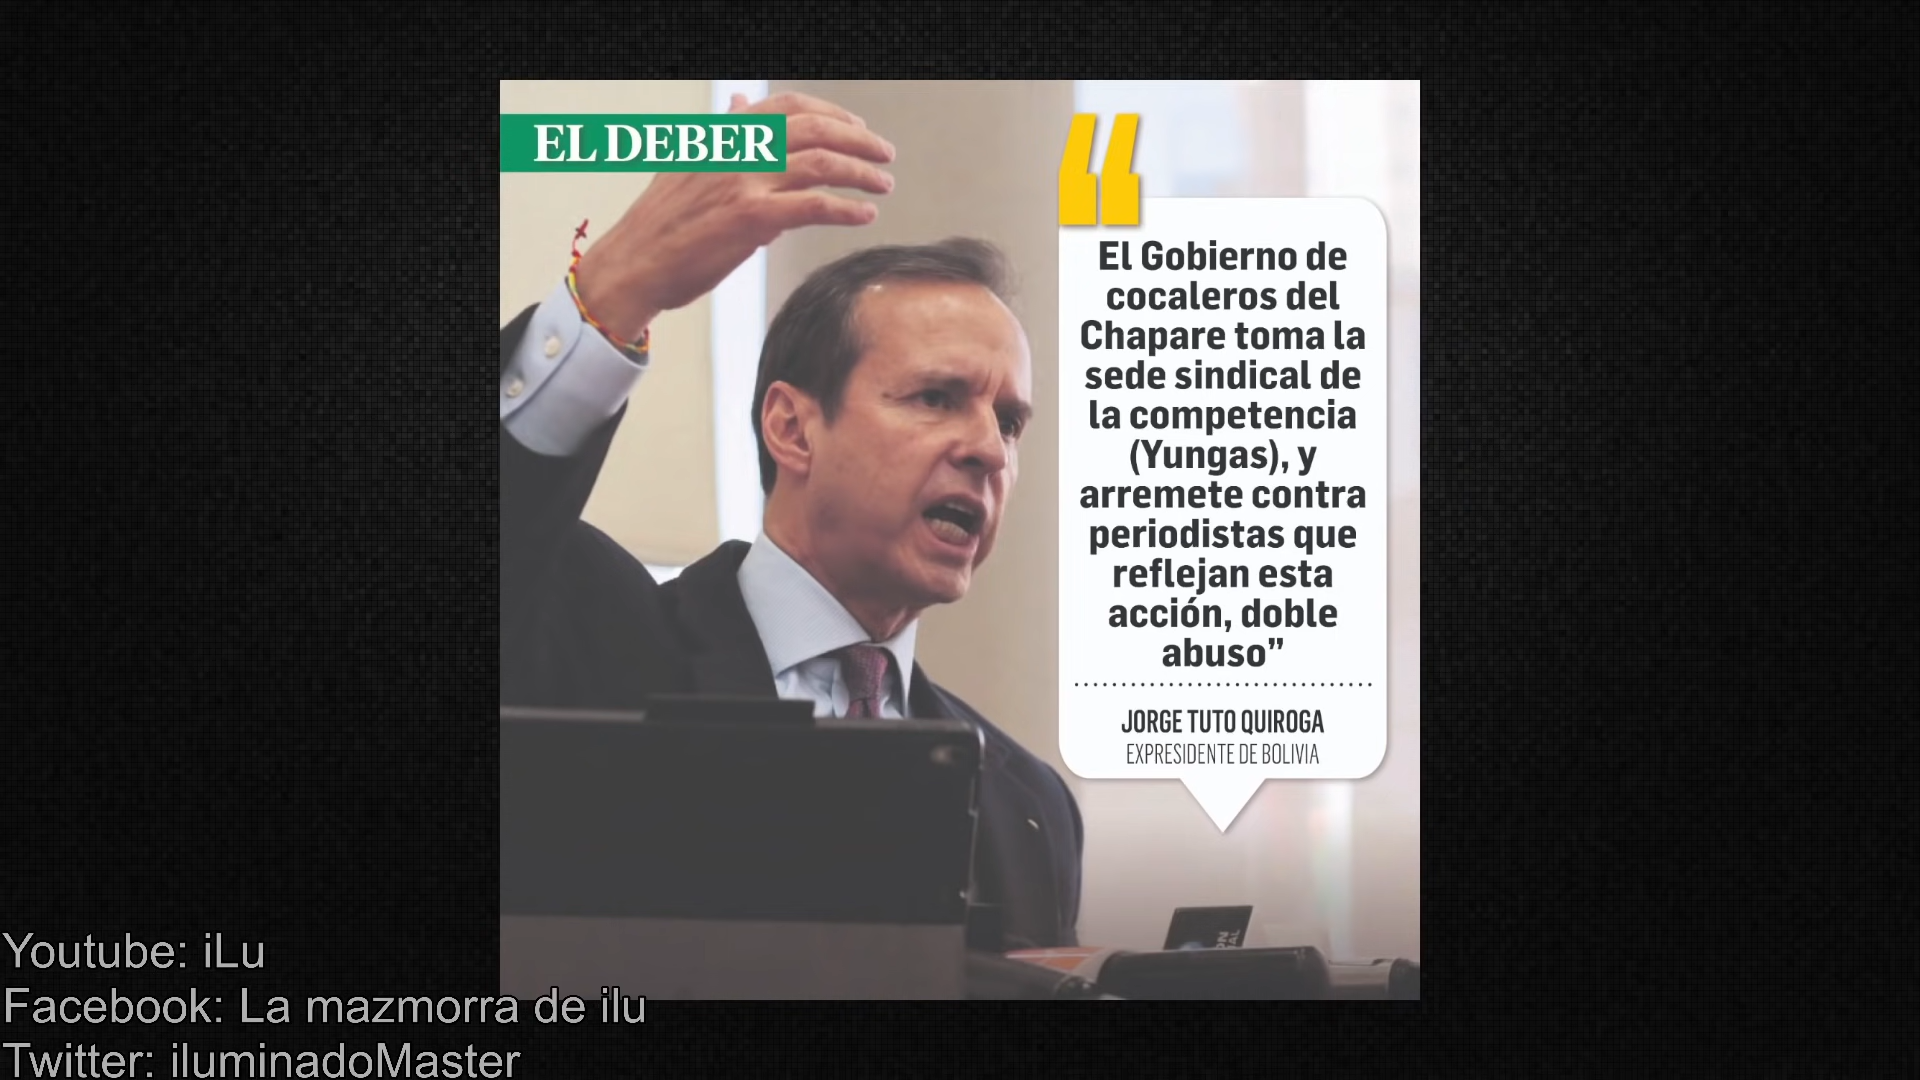 EL DEBER
“
El Gobierno de
cocaleros del
Chapare toma la
sede sindical de
la competencia
(Yungas), y
arremete contra
periodistas que
reflejan esta
acción, doble
abuso”
JORGE TUTO QUIROGA
EXPRESIDENTE DE BOLIVIA
Youtube: iLu
Facebook: La mazmorra de ilu
Twitter: iluminadoMaster